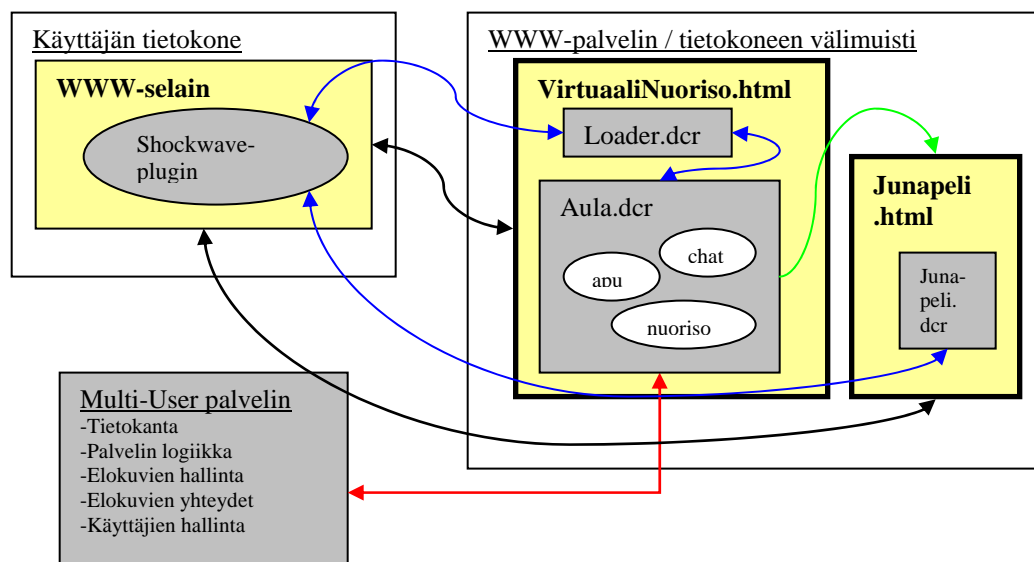 Käyttäjän tietokone
WWW-selain
Shockwave-
plugin
WWW-palvelin / tietokoneen välimuisti
VirtuaaliNuoriso.html
Loader.dcr
Aula.dcr
chat
apu
nuoriso
Junapeli
.html
Juna-
peli.
dcr
Multi-User palvelin
-Tietokanta
-Palvelin logiikka
-Elokuvien hallinta
-Elokuvien yhteydet
-Käyttäjien hallinta